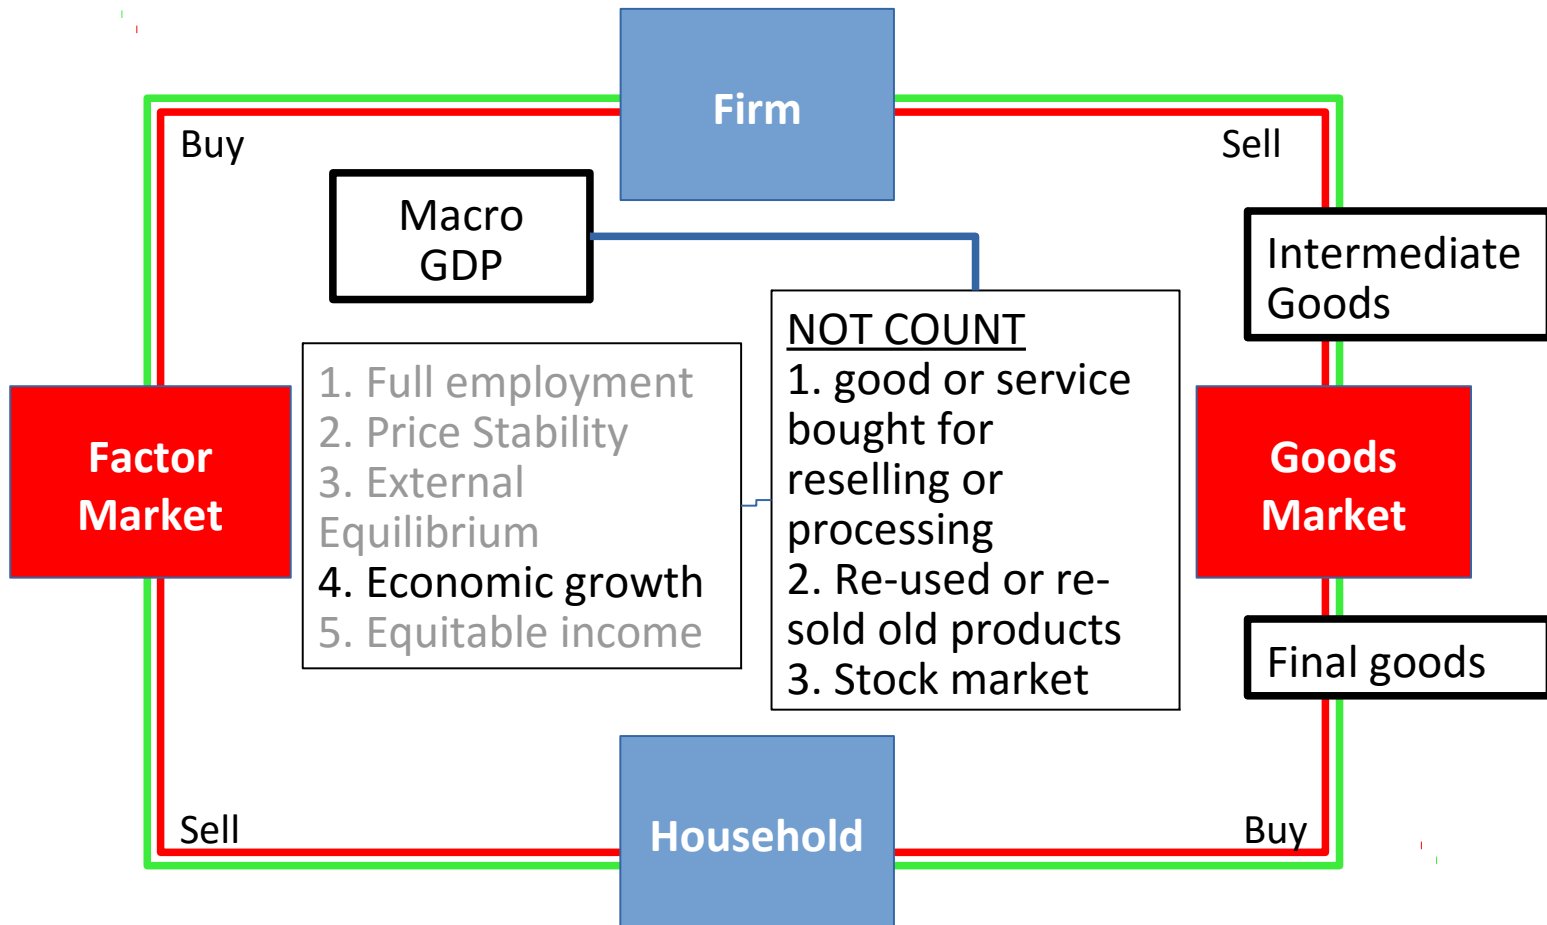 Firm
Buy
Sell
Macro
GDP
Intermediate
Goods
NOT COUNT
1. good or service
bought for
reselling or
processing
2. Re-used or re-
sold old products
3. Stock market
1. Full employment
2. Price Stability
3. External
Equilibrium
4. Economic growth
5. Equitable income
Factor
Market
Goods
Market
Final goods
Sell
Household
Buy